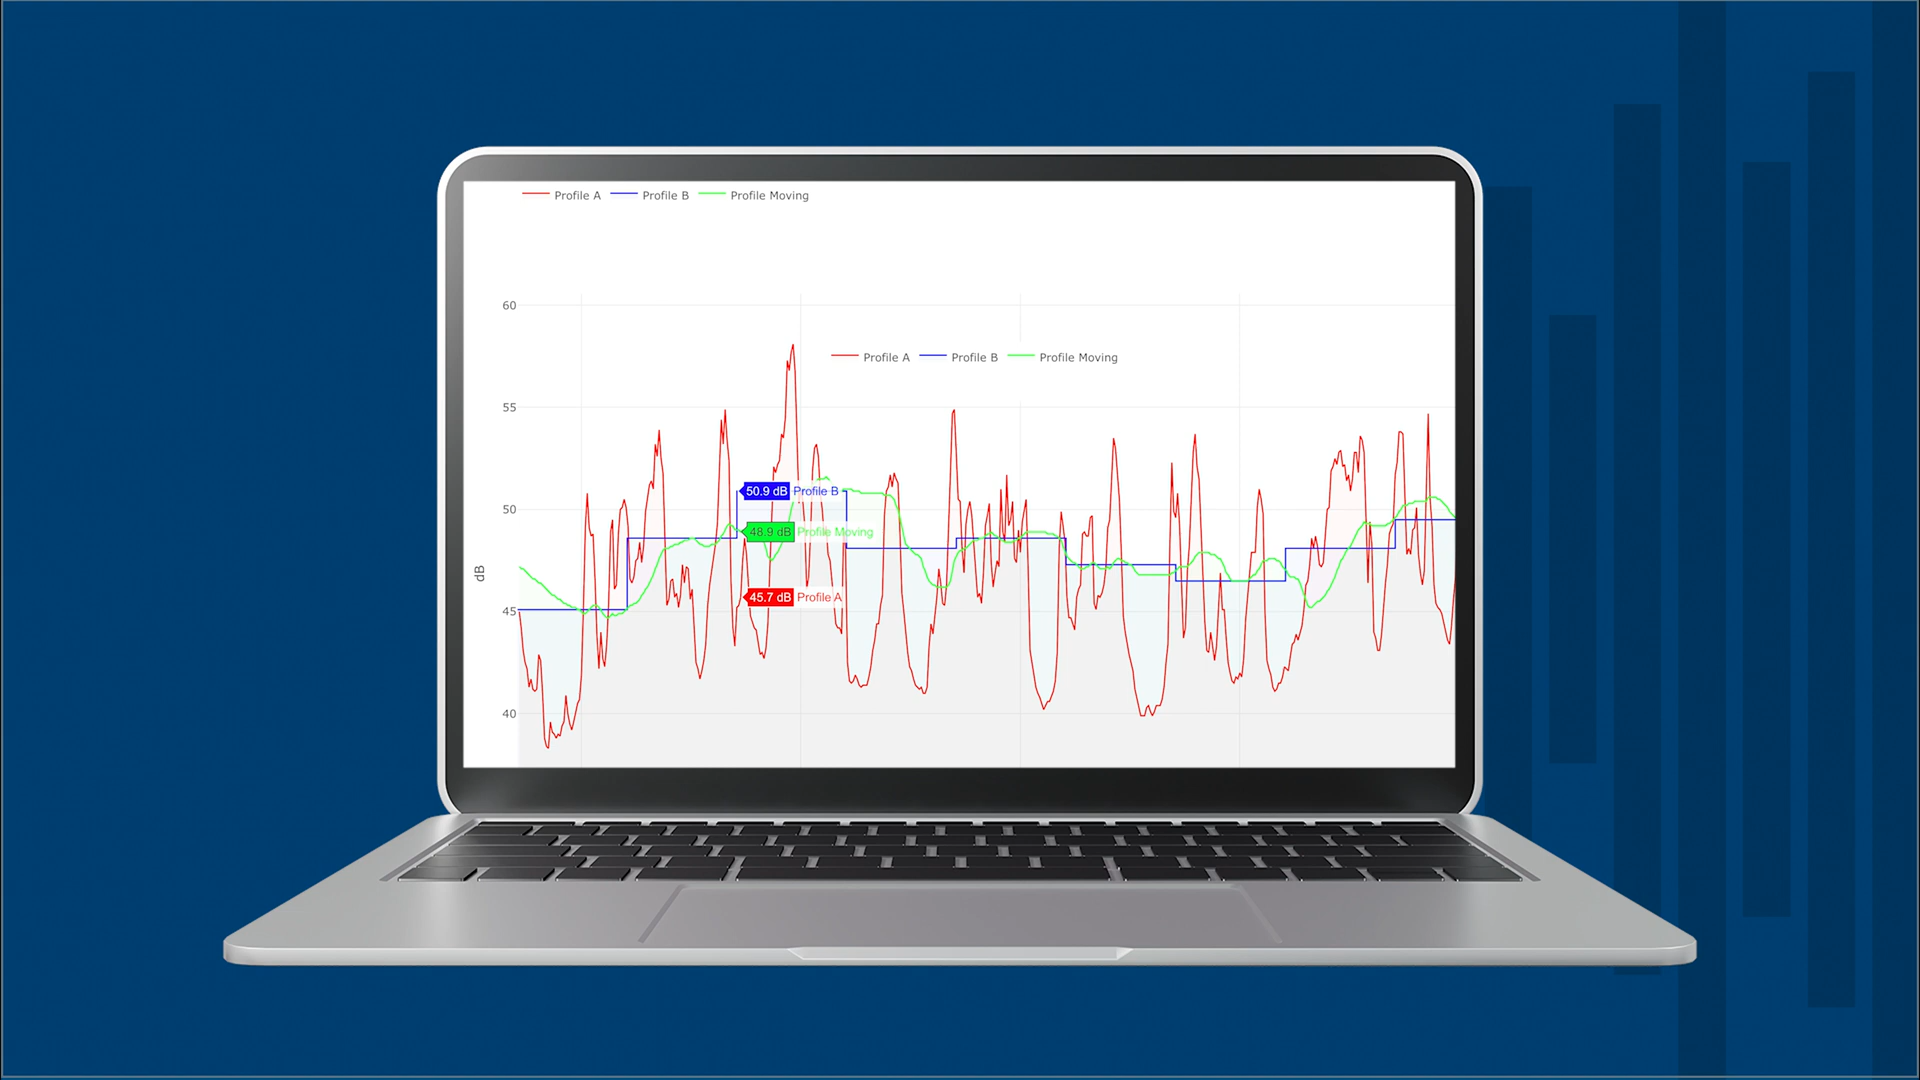 Profile A Profile B Profile Moving
60
Profile A Profile B Profile Moving
55
50.9 dB Profile B
50
48.9 dB Profile Moving
dB
45.7 dB Profile A
45
40